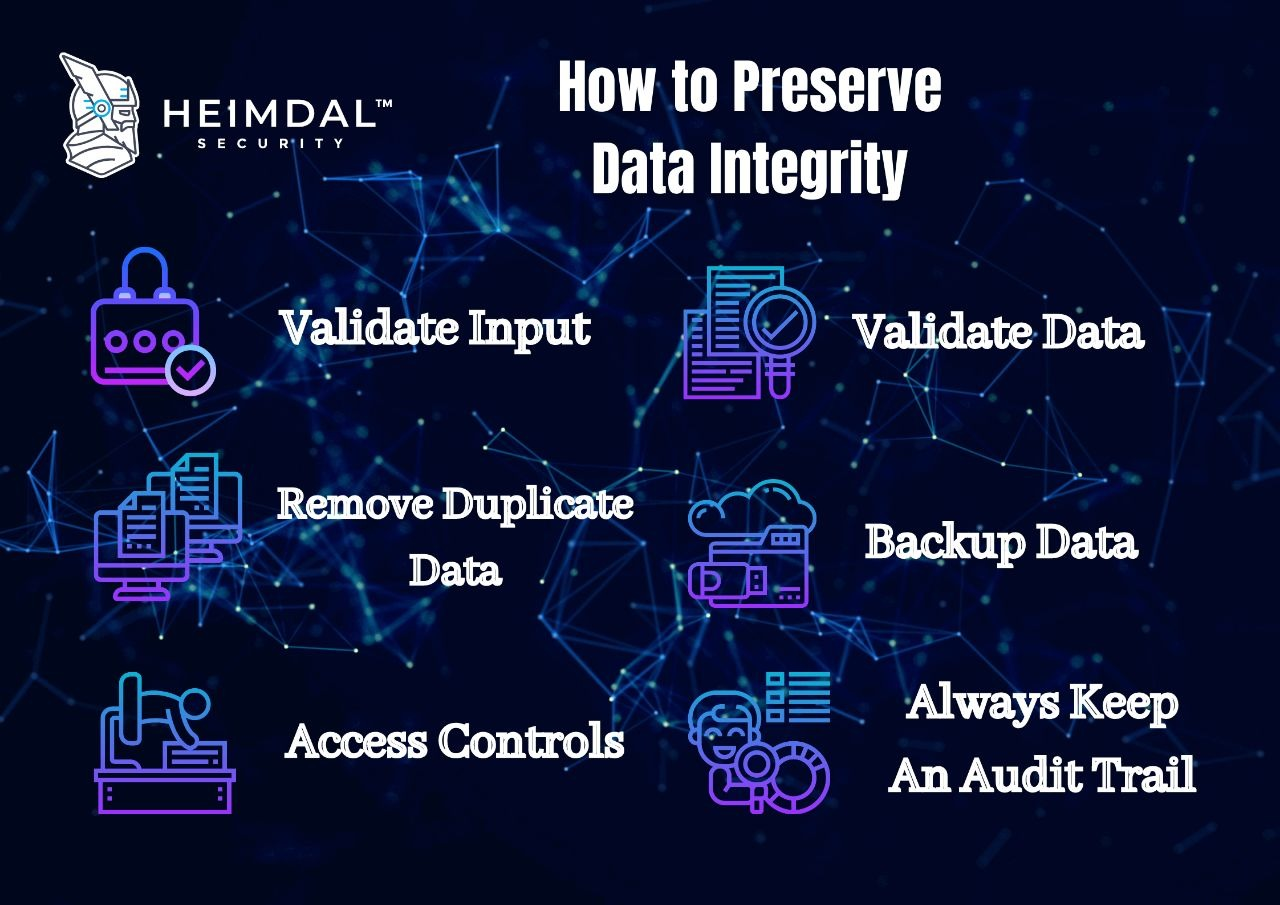 HEIMDAL™
SECURITY
How to Preserve
Data Integrity
Validate Input
Validate Data
Remove Duplicate
Data
Backup Data
Access Controls
Always Keep
An Audit Trail